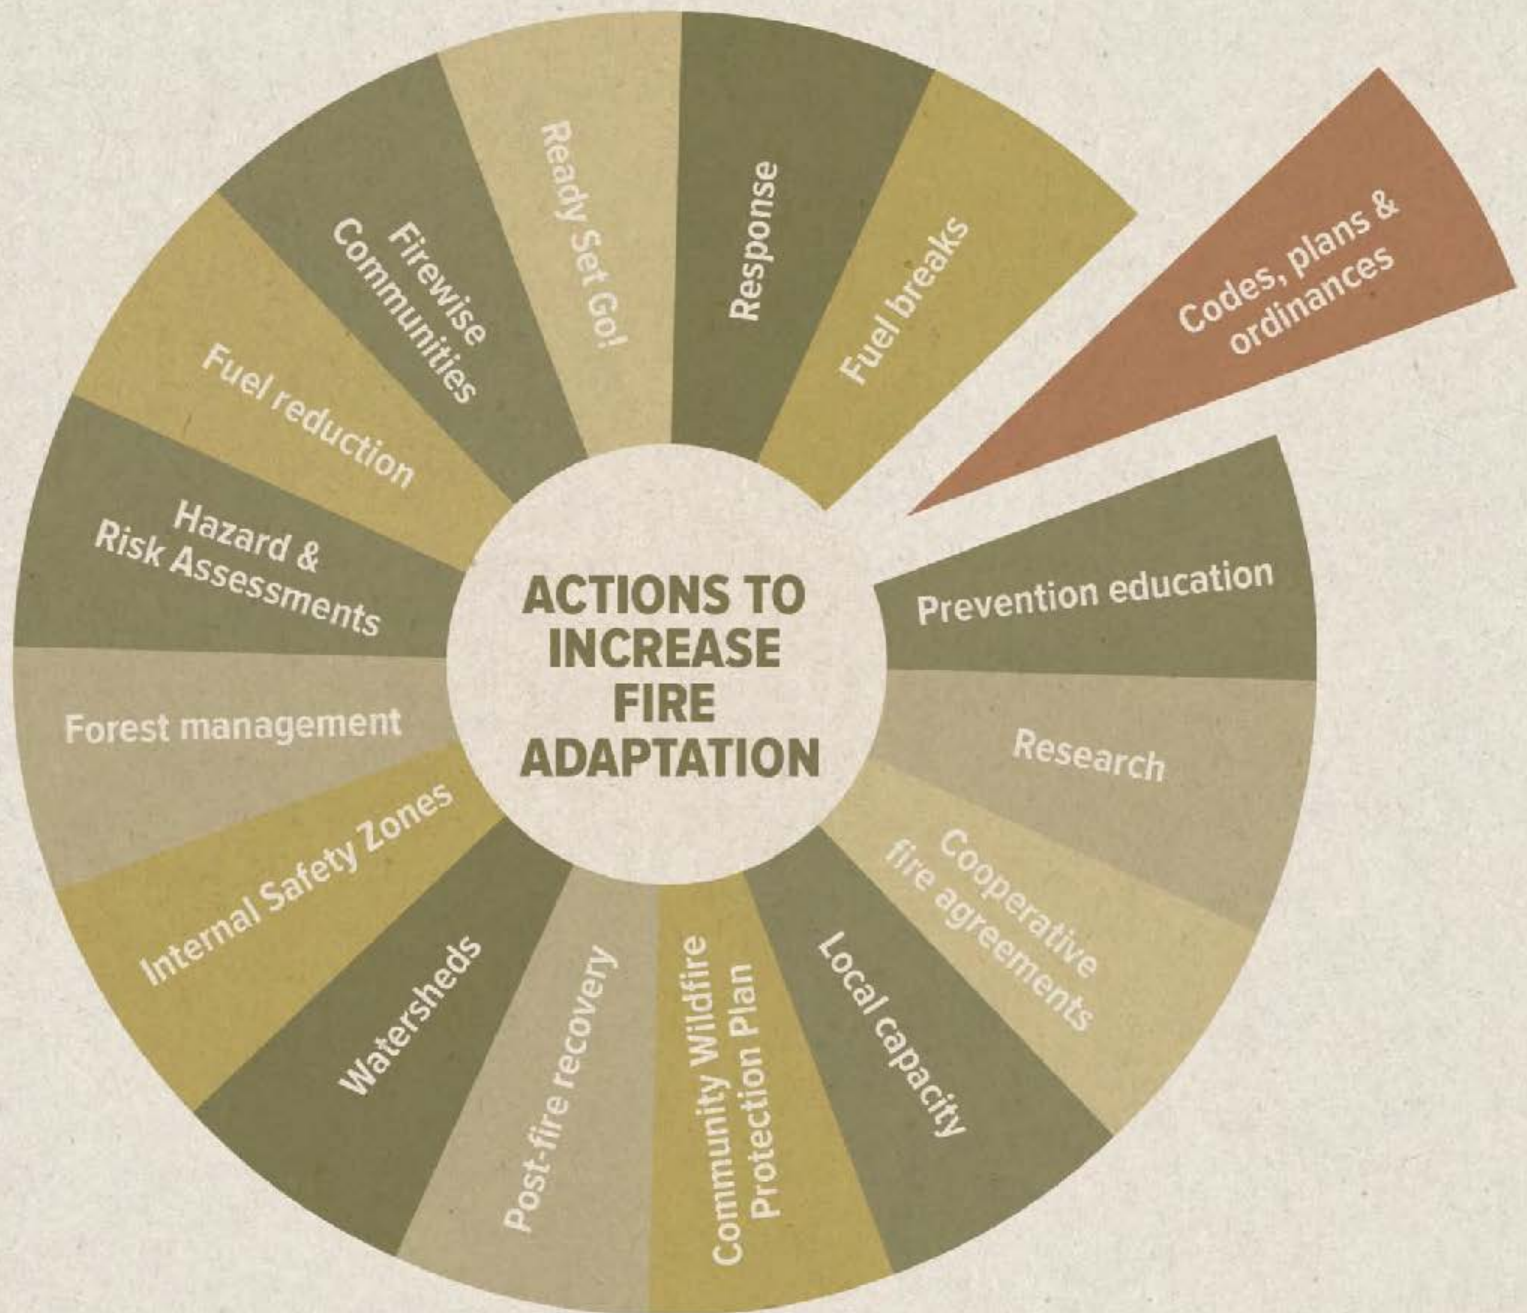 ACTIONS TO
INCREASE
FIRE
ADAPTATION
Response
Fuel breaks
Codes, plans &
ordinances
Prevention education
Research
Cooperative
fire agreements
Local capacity
Community Wildfire
Protection Plan
Post-fire recovery
Watersheds
Internal Safety Zones
Forest management
Hazard &
Risk Assessments
Fuel reduction
Firewise
Communities
Ready Set Go!